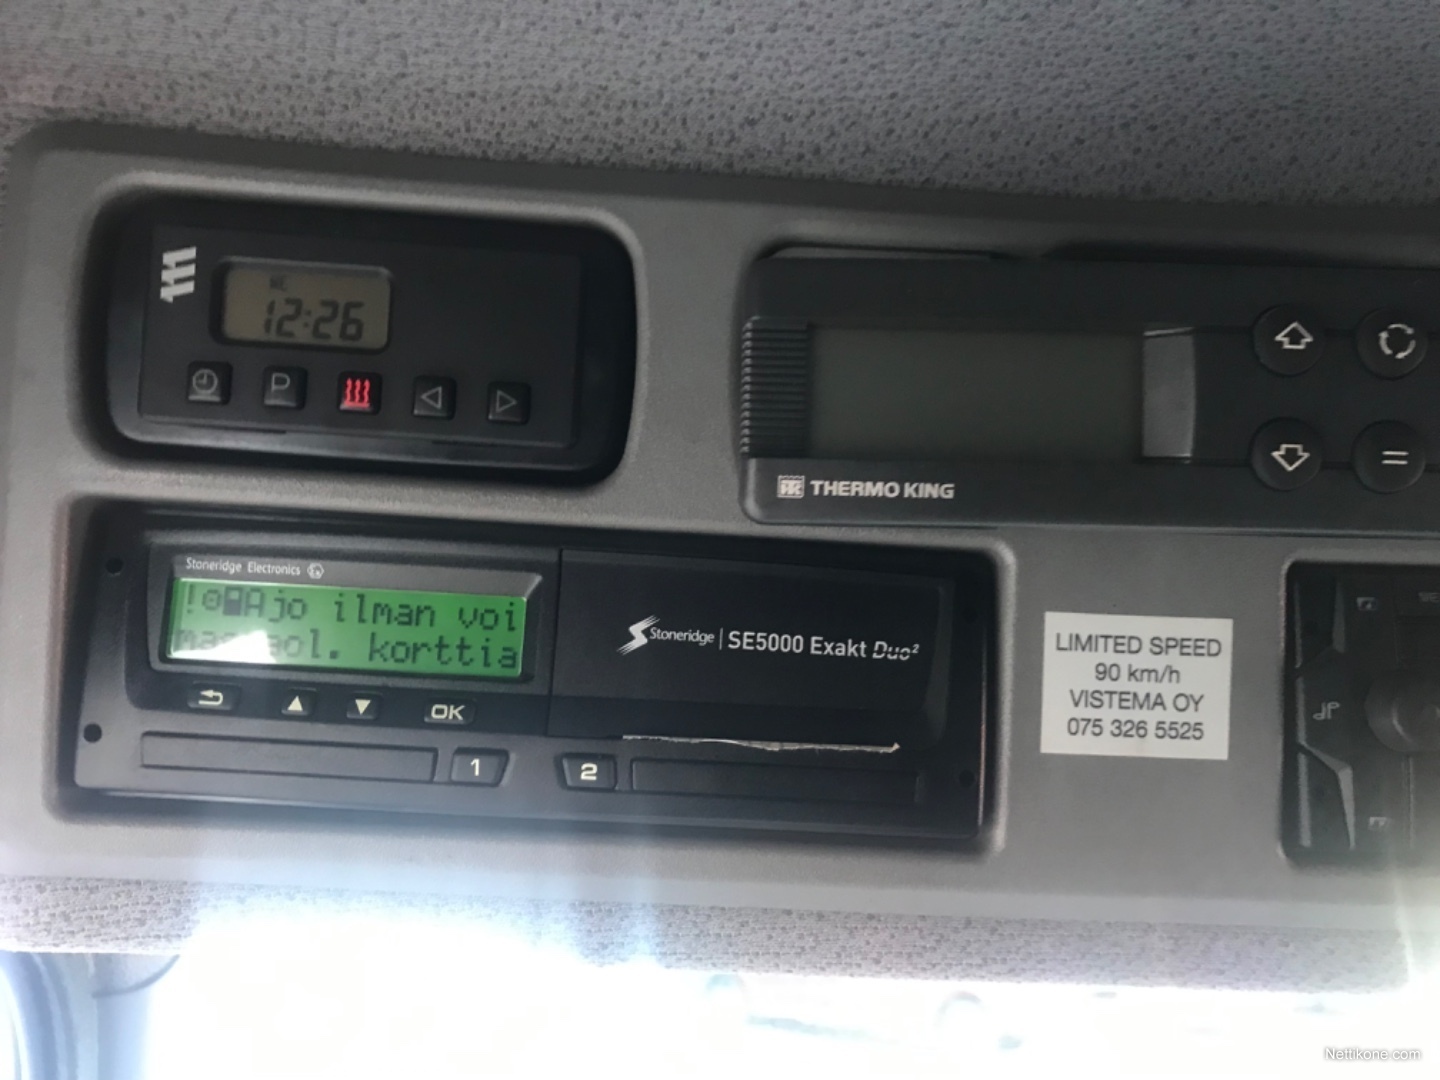 12:26
P
THERMO KING
Stoneridge Electronics
!Ajo ilman voi
ol. korttia
Stoneridge | SE5000 Exakt Duo²
OK
1
2
LIMITED SPEED
90 km/h
VISTEMA OY
075 326 5525
Nettikone.com